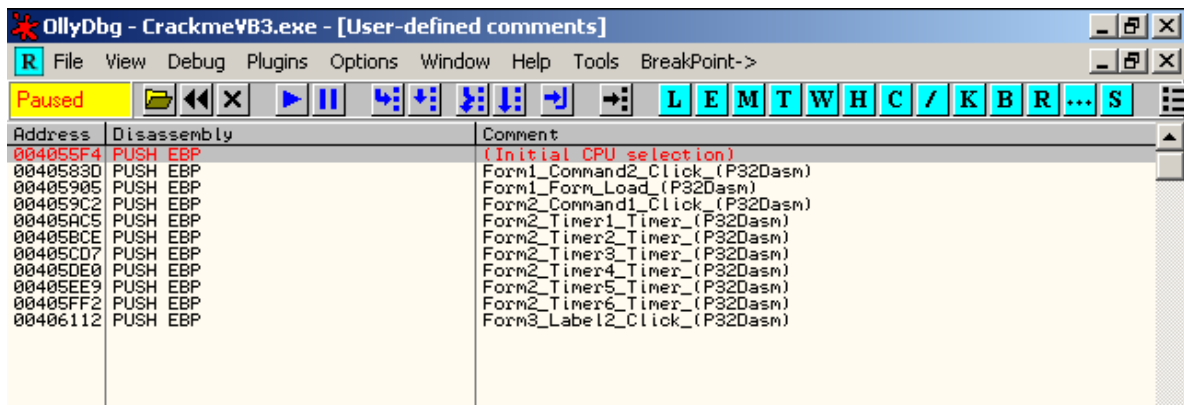 OllyDbg - CrackmeVB3.exe - [User-defined comments]
R File View Debug Plugins Options Window Help Tools BreakPoint->
Paused L E M T W H C / K B R ... S
Address Disassembly Comment
004055F4 PUSH EBP (Initial CPU selection)
0040583D PUSH EBP Form1_Command2_Click_(P32Dasm)
00405905 PUSH EBP Form1_Form_Load_(P32Dasm)
004059C2 PUSH EBP Form2_Command1_Click_(P32Dasm)
00405AC5 PUSH EBP Form2_Timer1_Timer_(P32Dasm)
00405BCE PUSH EBP Form2_Timer2_Timer_(P32Dasm)
00405CD7 PUSH EBP Form2_Timer3_Timer_(P32Dasm)
00405DE0 PUSH EBP Form2_Timer4_Timer_(P32Dasm)
00405EE9 PUSH EBP Form2_Timer5_Timer_(P32Dasm)
00405FF2 PUSH EBP Form2_Timer6_Timer_(P32Dasm)
00406112 PUSH EBP Form3_Label2_Click_(P32Dasm)